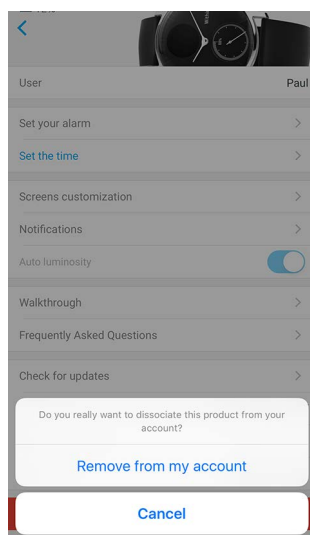 User Paul
Set your alarm
Set the time
Screens customization
Notifications
Auto luminosity
Walkthrough
Frequently Asked Questions
Check for updates
Do you really want to dissociate this product from your
account?
Remove from my account
Cancel